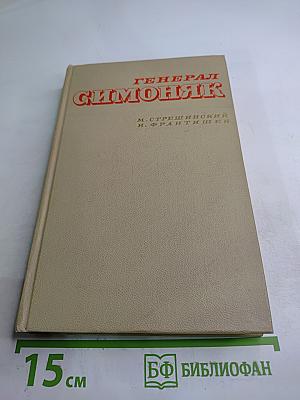 ГЕНЕРАЛ
СИМОНЯК
М. СТРЕШИНСКИЙ
И. ФРАНТИШЕВ
15 см
БФ БИБЛИОФАН